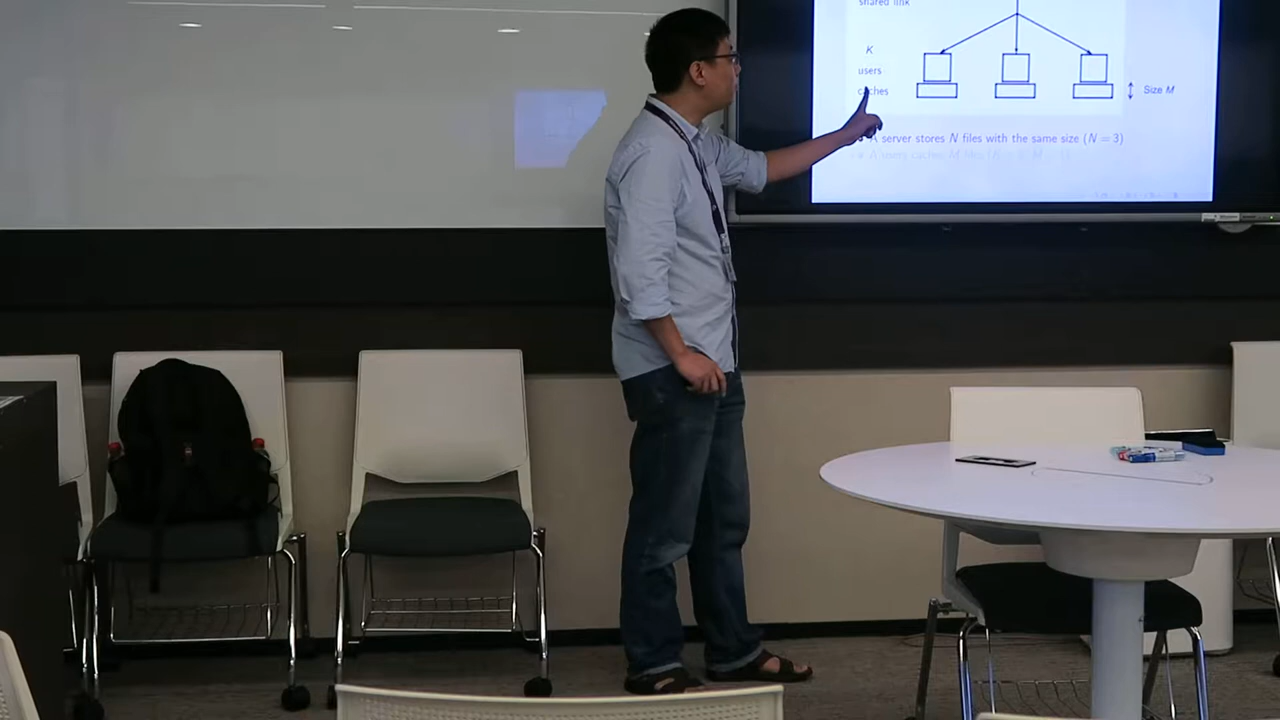 shared link
K
users
caches
Size M
A server stores N files with the same size (N = 3)